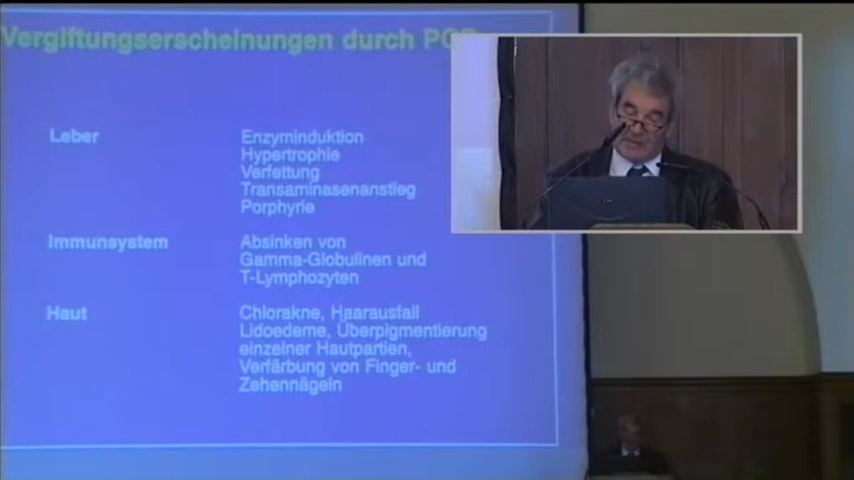 Vergiftungserscheinungen durch
Leber
Enzyminduktion
Hypertrophie
Verfettung
Transaminasenanstieg
Porphyrie
Immunsystem
Absinken von
Gamma-Globulinen und
T-Lymphozyten
Haut
Chlorakne, Haarausfall
Lidoedeme, Überpigmentierung
einzelner Hautpartien,
Verfärbung von Finger- und
Zehennägeln